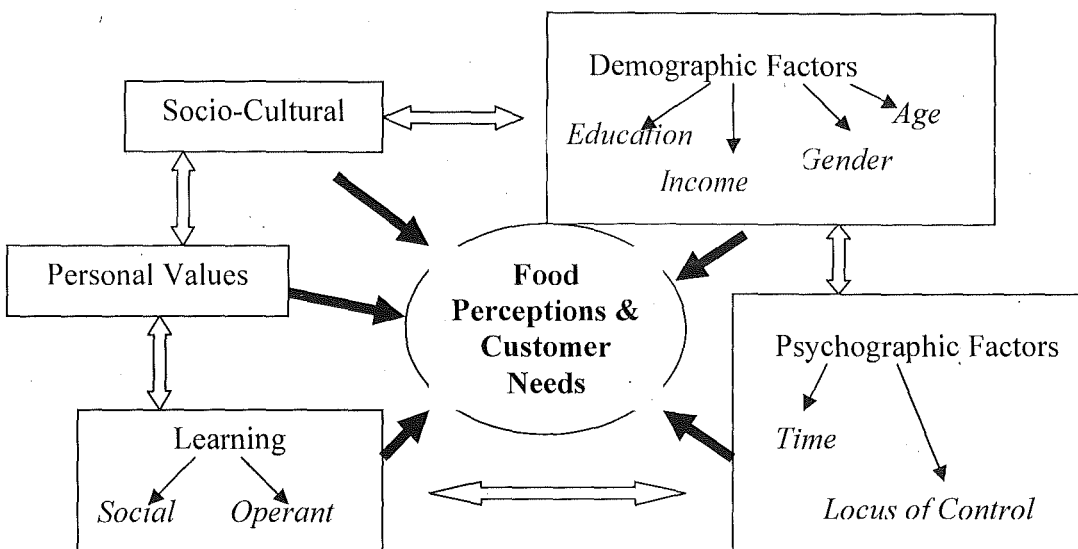 Socio-Cultural
Demographic Factors
Education
Income
Gender
Age
Personal Values
Food
Perceptions &
Customer
Needs
Psychographic Factors
Time
Locus of Control
Learning
Social
Operant